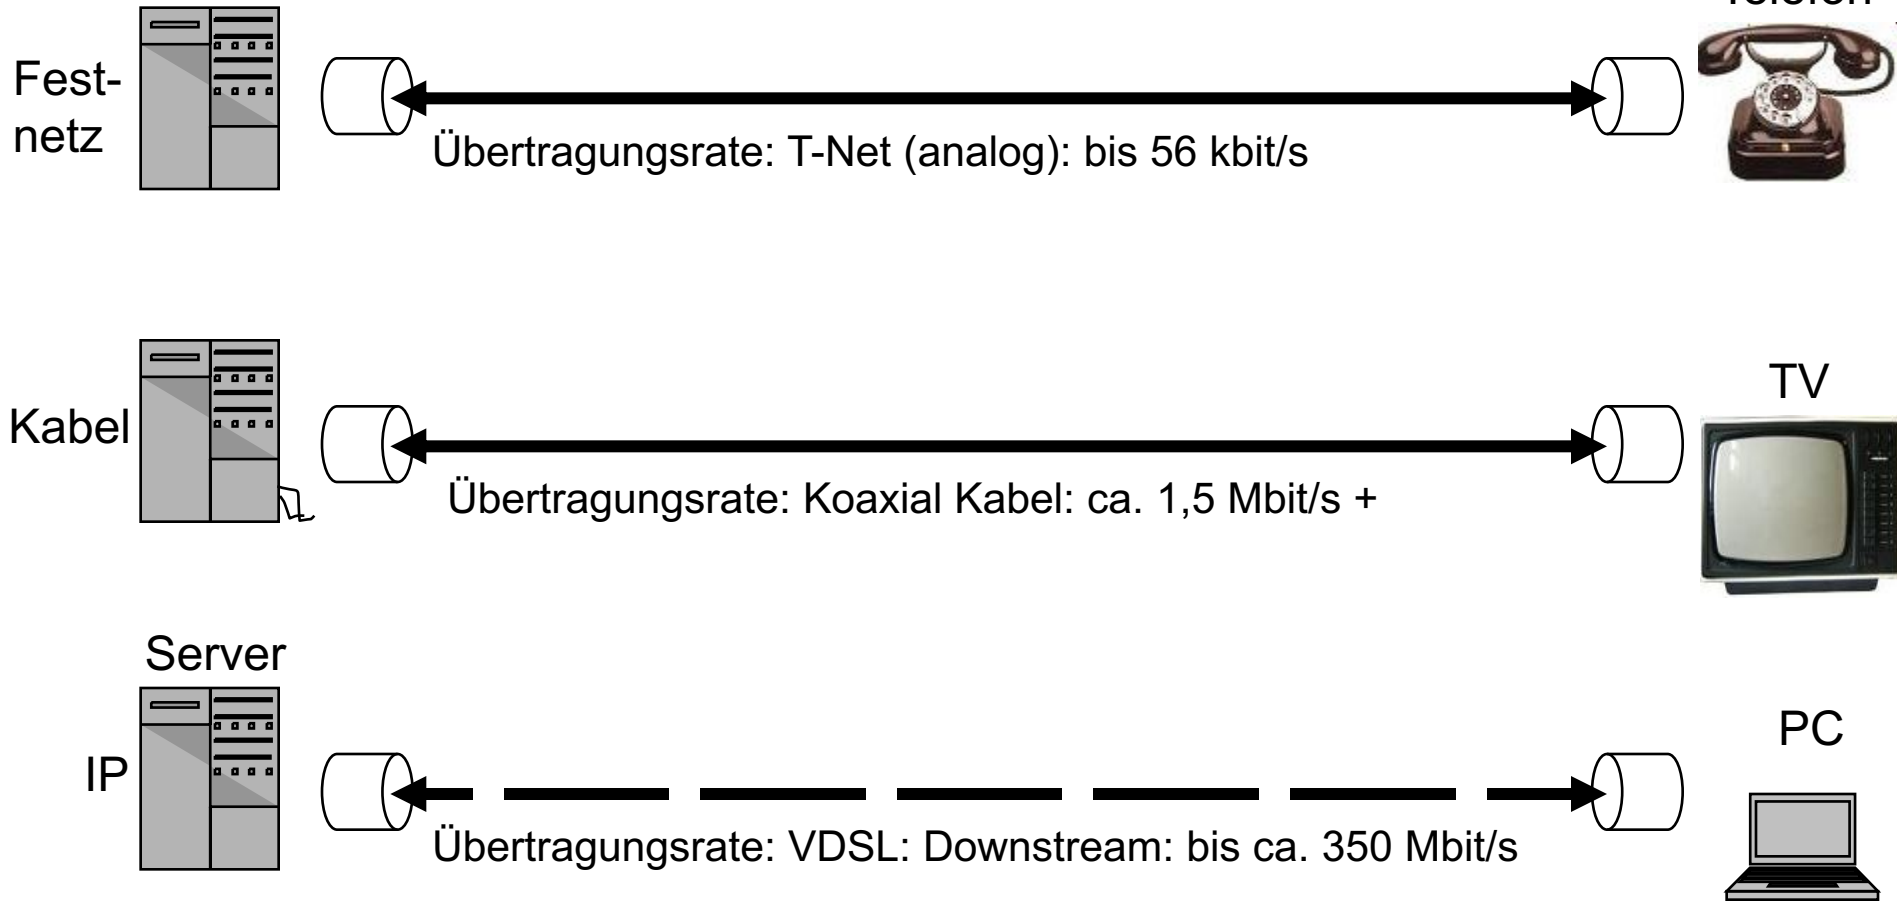 Telefon
Fest-
netz
Übertragungsrate: T-Net (analog): bis 56 kbit/s
TV
Kabel
Übertragungsrate: Koaxial Kabel: ca. 1,5 Mbit/s +
Server
PC
IP
Übertragungsrate: VDSL: Downstream: bis ca. 350 Mbit/s